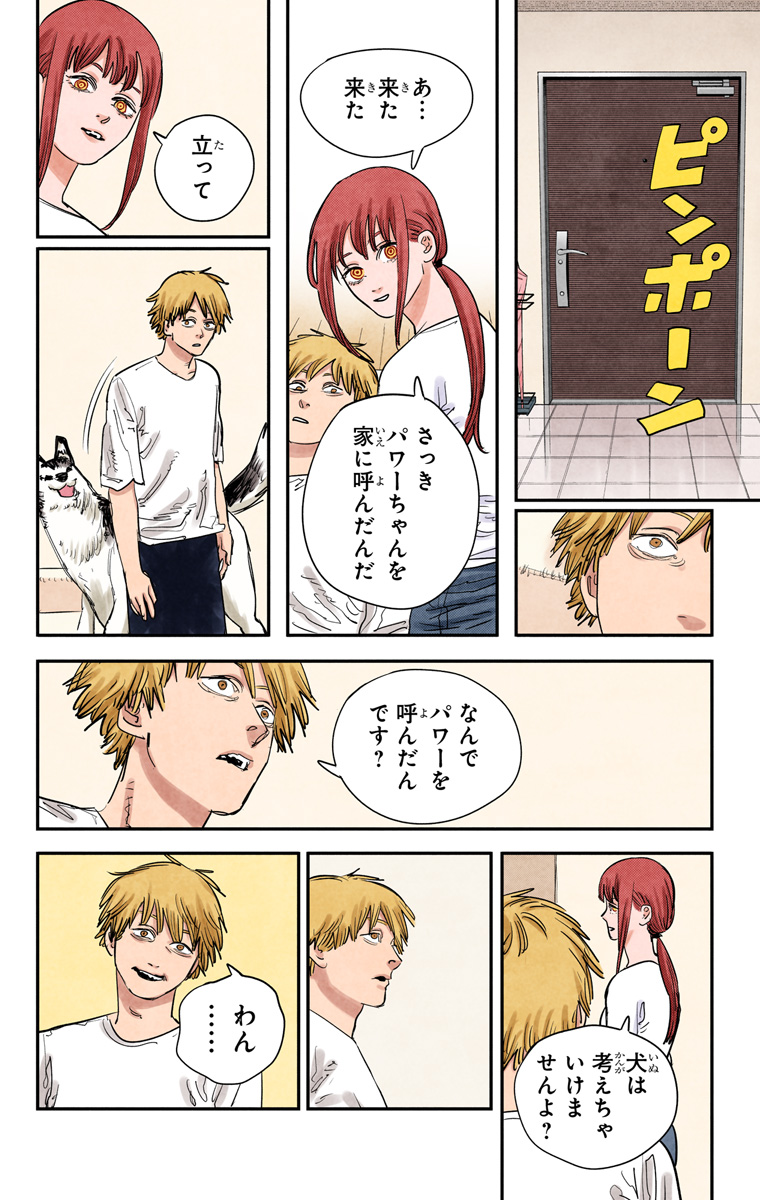 ピンポーン
あ…
来た
来た
さっき
パワーちゃんを
家に呼んだんだ
立って
なんで
パワーを
呼んだん
です？
犬は
考えちゃ
いけま
せんよ？
わん
……